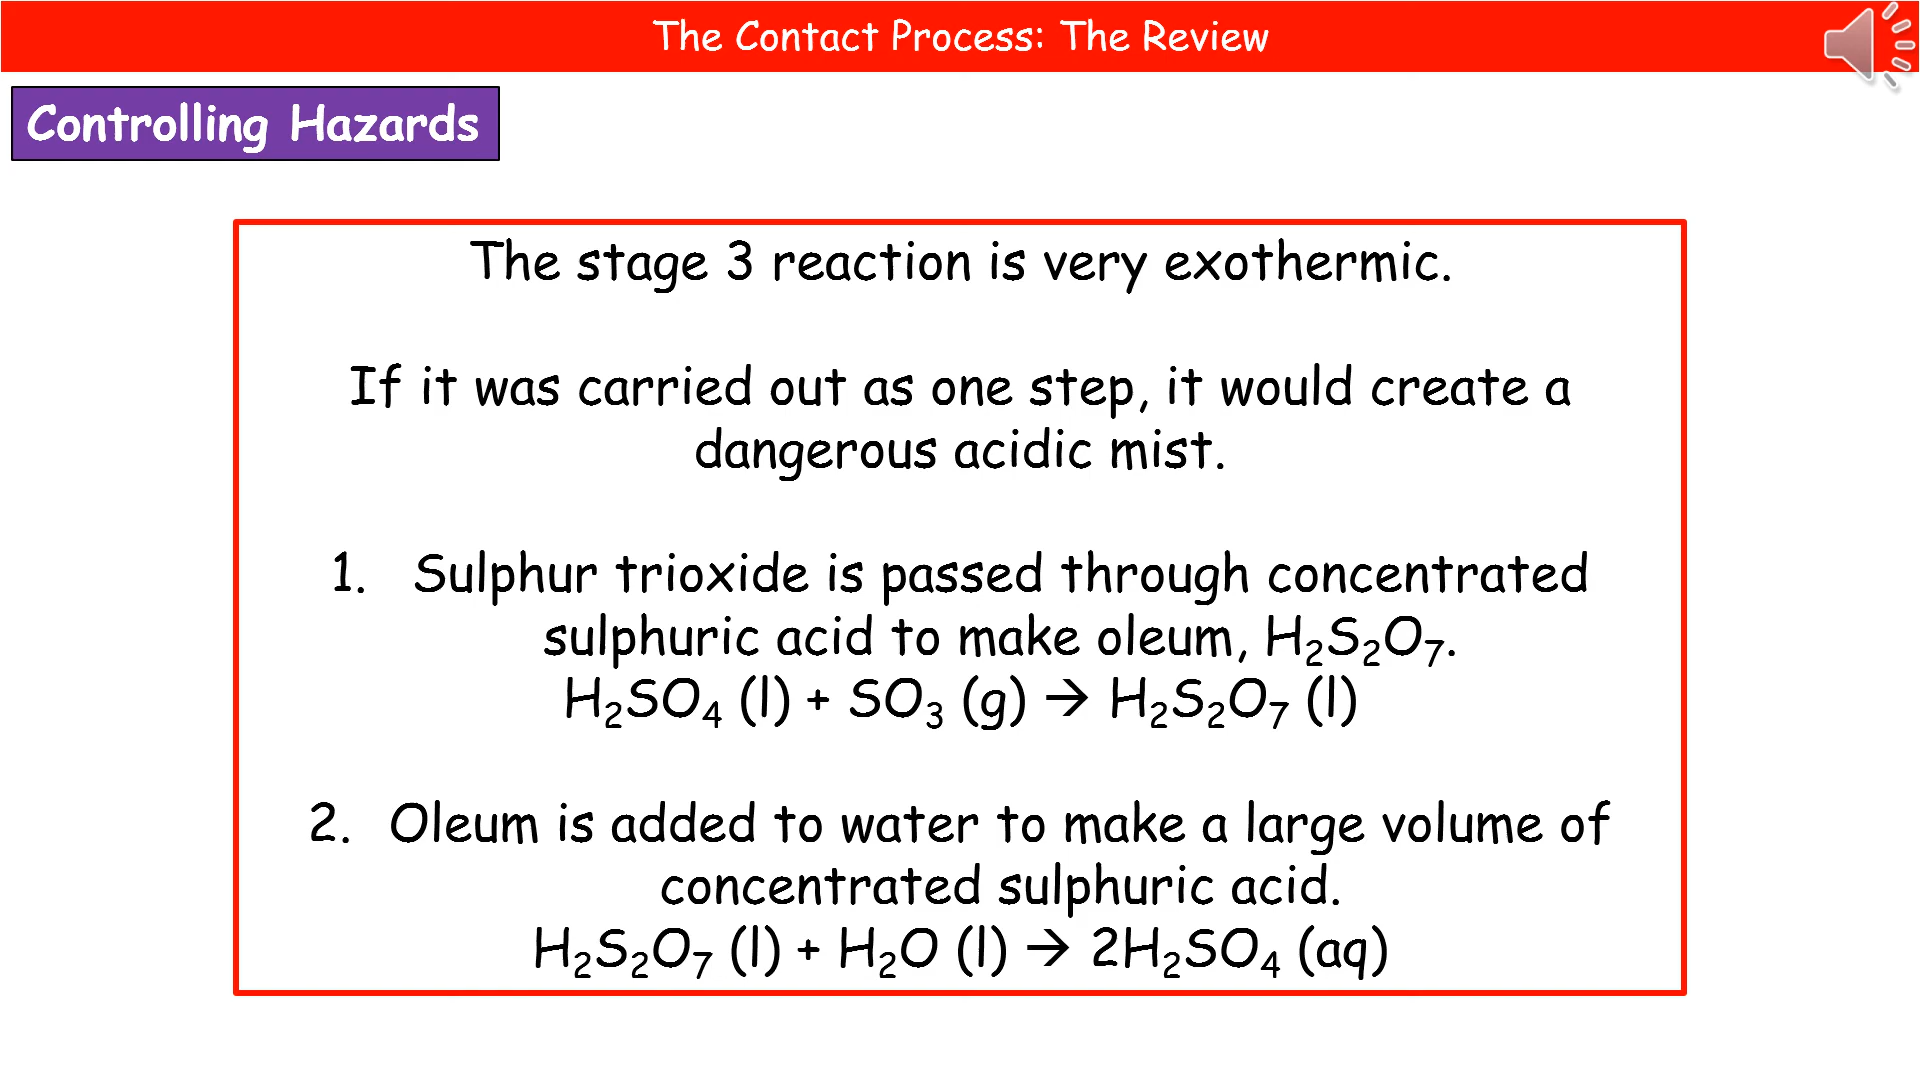 The Contact Process: The Review
Controlling Hazards
The stage 3 reaction is very exothermic.
If it was carried out as one step, it would create a
dangerous acidic mist.
1. Sulphur trioxide is passed through concentrated
sulphuric acid to make oleum, H₂S₂O₇.
H₂SO₄ (l) + SO₃ (g) → H₂S₂O₇ (l)
2. Oleum is added to water to make a large volume of
concentrated sulphuric acid.
H₂S₂O₇ (l) + H₂O (l) → 2H₂SO₄ (aq)